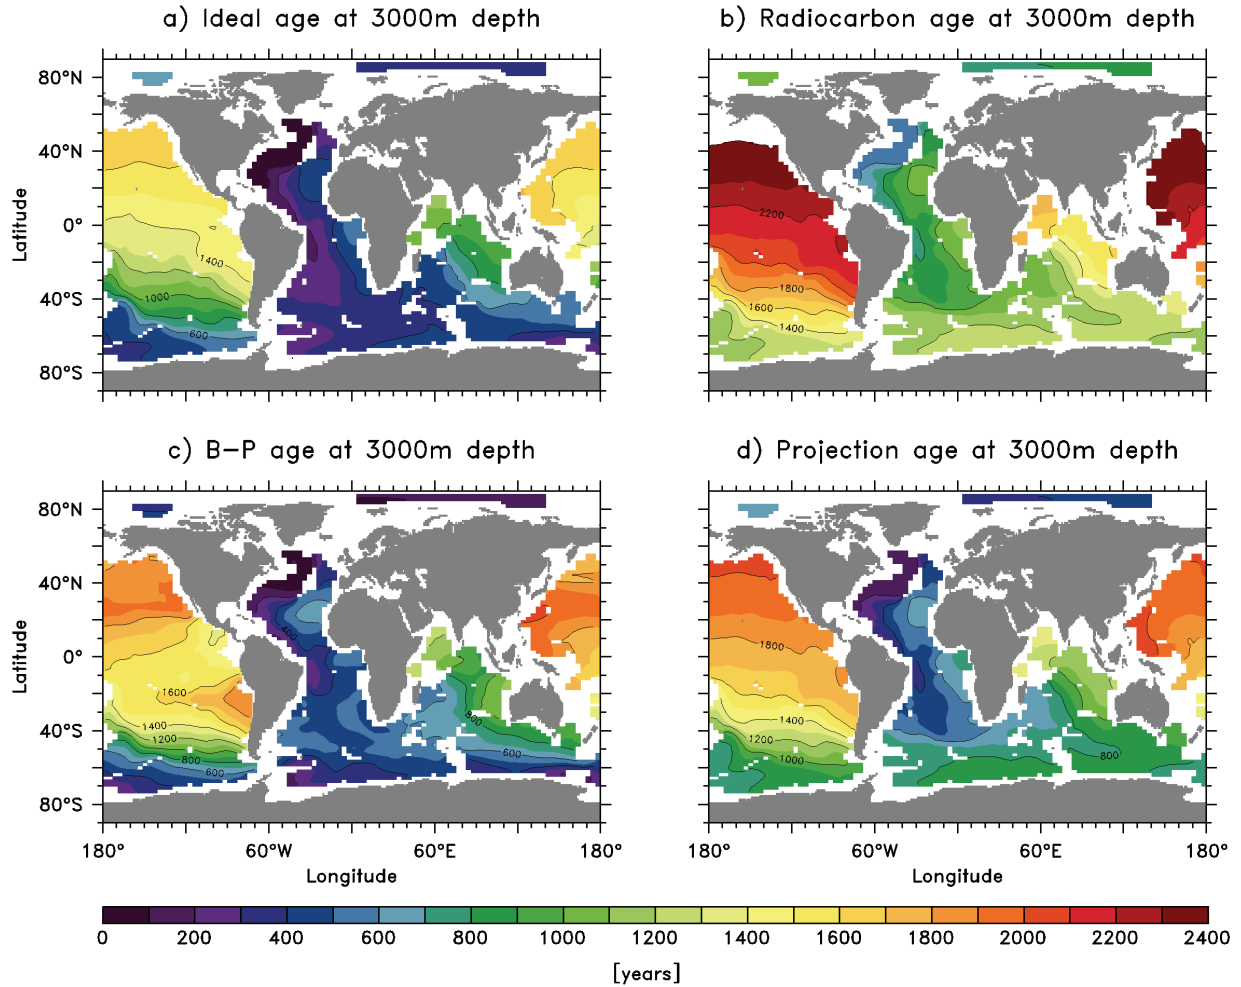 a) Ideal age at 3000m depth
b) Radiocarbon age at 3000m depth
80°N
40°N
0°
40°S
80°S
Latitude
1400
1000
600
2200
1800
1600
1400
c) B-P age at 3000m depth
d) Projection age at 3000m depth
80°N
40°N
0°
40°S
80°S
Latitude
400
1600
1400
1200
800
600
800
600
1800
1400
1200
1000
800
180° 60°W 60°E 180°
180° 60°W 60°E 180°
Longitude
Longitude
0 200 400 600 800 1000 1200 1400 1600 1800 2000 2200 2400
[years]